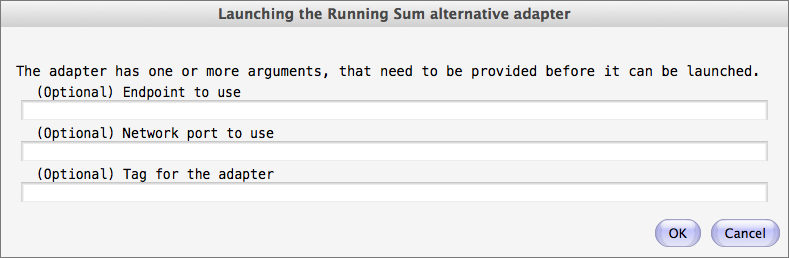 Launching the Running Sum alternative adapter
The adapter has one or more arguments, that need to be provided before it can be launched.
(Optional) Endpoint to use
(Optional) Network port to use
(Optional) Tag for the adapter
OK Cancel